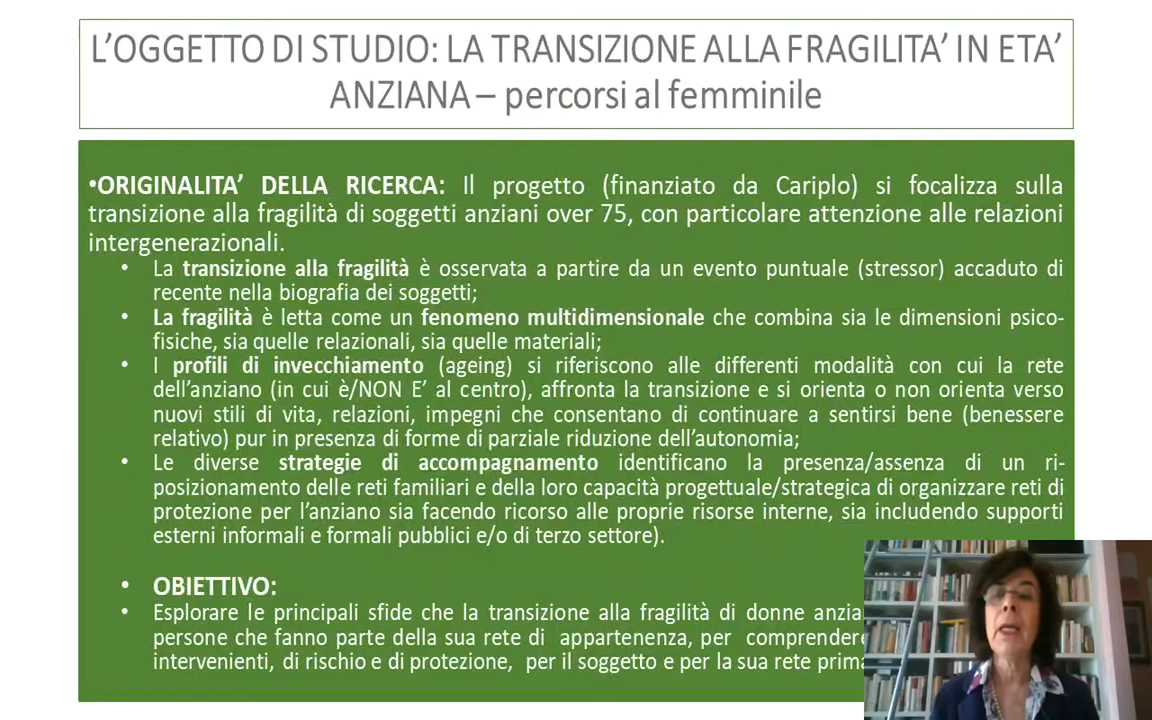 L’OGGETTO DI STUDIO: LA TRANSIZIONE ALLA FRAGILITA’ IN ETA’
ANZIANA – percorsi al femminile
•ORIGINALITA’ DELLA RICERCA: Il progetto (finanziato da Cariplo) si focalizza sulla
transizione alla fragilità di soggetti anziani over 75, con particolare attenzione alle relazioni
intergenerazionali.
• La transizione alla fragilità è osservata a partire da un evento puntuale (stressor) accaduto di
recente nella biografia dei soggetti;
• La fragilità è letta come un fenomeno multidimensionale che combina sia le dimensioni psico-
fisiche, sia quelle relazionali, sia quelle materiali;
• I profili di invecchiamento (ageing) si riferiscono alle differenti modalità con cui la rete
dell’anziano (in cui è/NON E’ al centro), affronta la transizione e si orienta o non orienta verso
nuovi stili di vita, relazioni, impegni che consentano di continuare a sentirsi bene (benessere
relativo) pur in presenza di forme di parziale riduzione dell’autonomia;
• Le diverse strategie di accompagnamento identificano la presenza/assenza di un ri-
posizionamento delle reti familiari e della loro capacità progettuale/strategica di organizzare reti di
protezione per l’anziano sia facendo ricorso alle proprie risorse interne, sia includendo supporti
esterni informali e formali pubblici e/o di terzo settore).
• OBIETTIVO:
• Esplorare le principali sfide che la transizione alla fragilità di donne
persone che fanno parte della sua rete di appartenenza, per
intervenienti, di rischio e di protezione, per il soggetto e per la sua rete